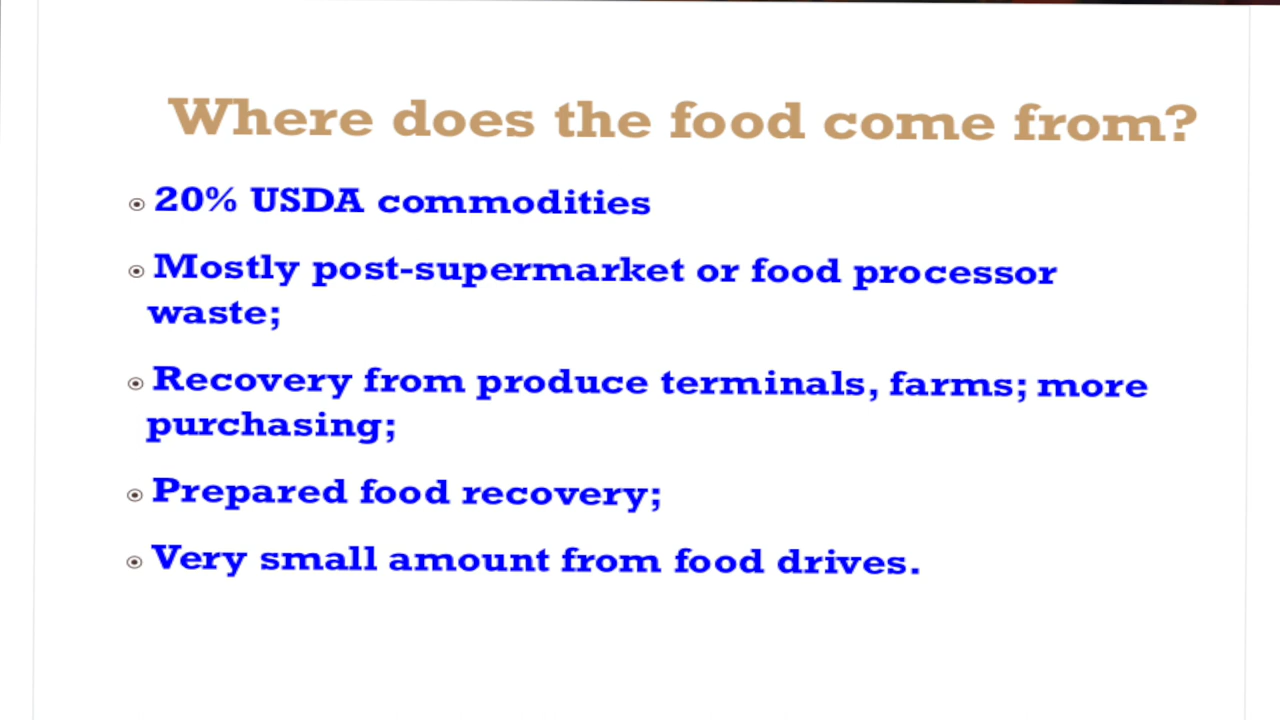 Where does the food come from?
20% USDA commodities
Mostly post-supermarket or food processor
waste;
Recovery from produce terminals, farms; more
purchasing;
Prepared food recovery;
Very small amount from food drives.